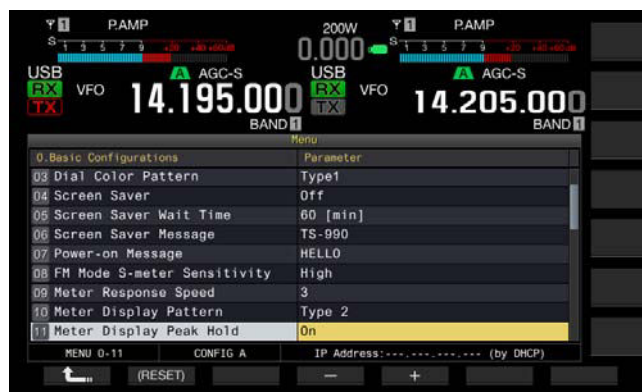 1 P.AMP 200W 1 P.AMP
S 1 3 5 7 9 +20 +40 +60dB 0.000 S 1 3 5 7 9 +20 +40 +60dB
USB A AGC-S USB A AGC-S
RX VFO 14.195.000 RX VFO 14.205.000
TX TX
BAND 1 BAND 1
Menu
0.Basic Configurations Parameter
03 Dial Color Pattern Type1
04 Screen Saver Off
05 Screen Saver Wait Time 60 [min]
06 Screen Saver Message TS-990
07 Power-on Message HELLO
08 FM Mode S-meter Sensitivity High
09 Meter Response Speed 3
10 Meter Display Pattern Type 2
11 Meter Display Peak Hold On
MENU 0-11 CONFIG A IP Address:---.---.---.--- (by DHCP)
(RESET) − +